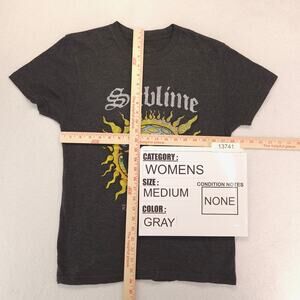 Sublime
13741
CATEGORY :
WOMENS
SIZE :
MEDIUM
CONDITION NOTES
NONE
COLOR :
GRAY